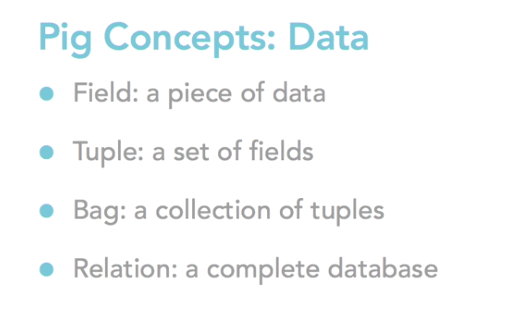 Pig Concepts: Data
• Field: a piece of data
• Tuple: a set of fields
• Bag: a collection of tuples
• Relation: a complete database